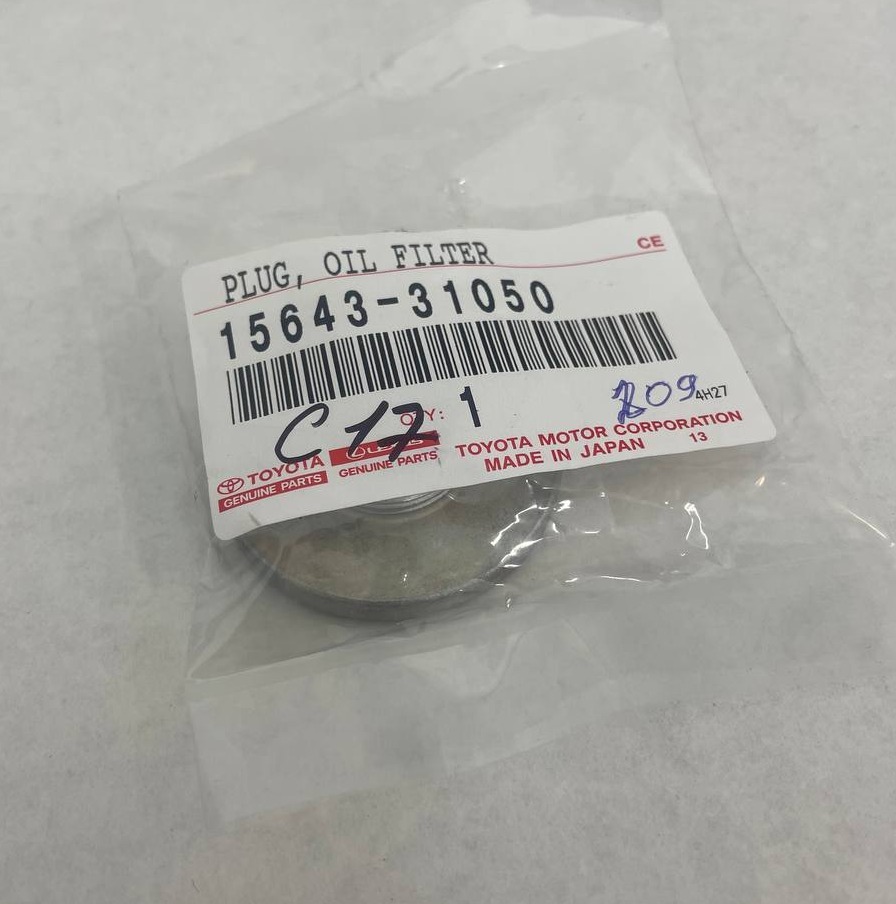 CE
PLUG, OIL FILTER
15643-31050
C17
QTY: 1
209
4H27
TOYOTA
GENUINE PARTS
GENUINE PARTS
TOYOTA MOTOR CORPORATION
MADE IN JAPAN 13